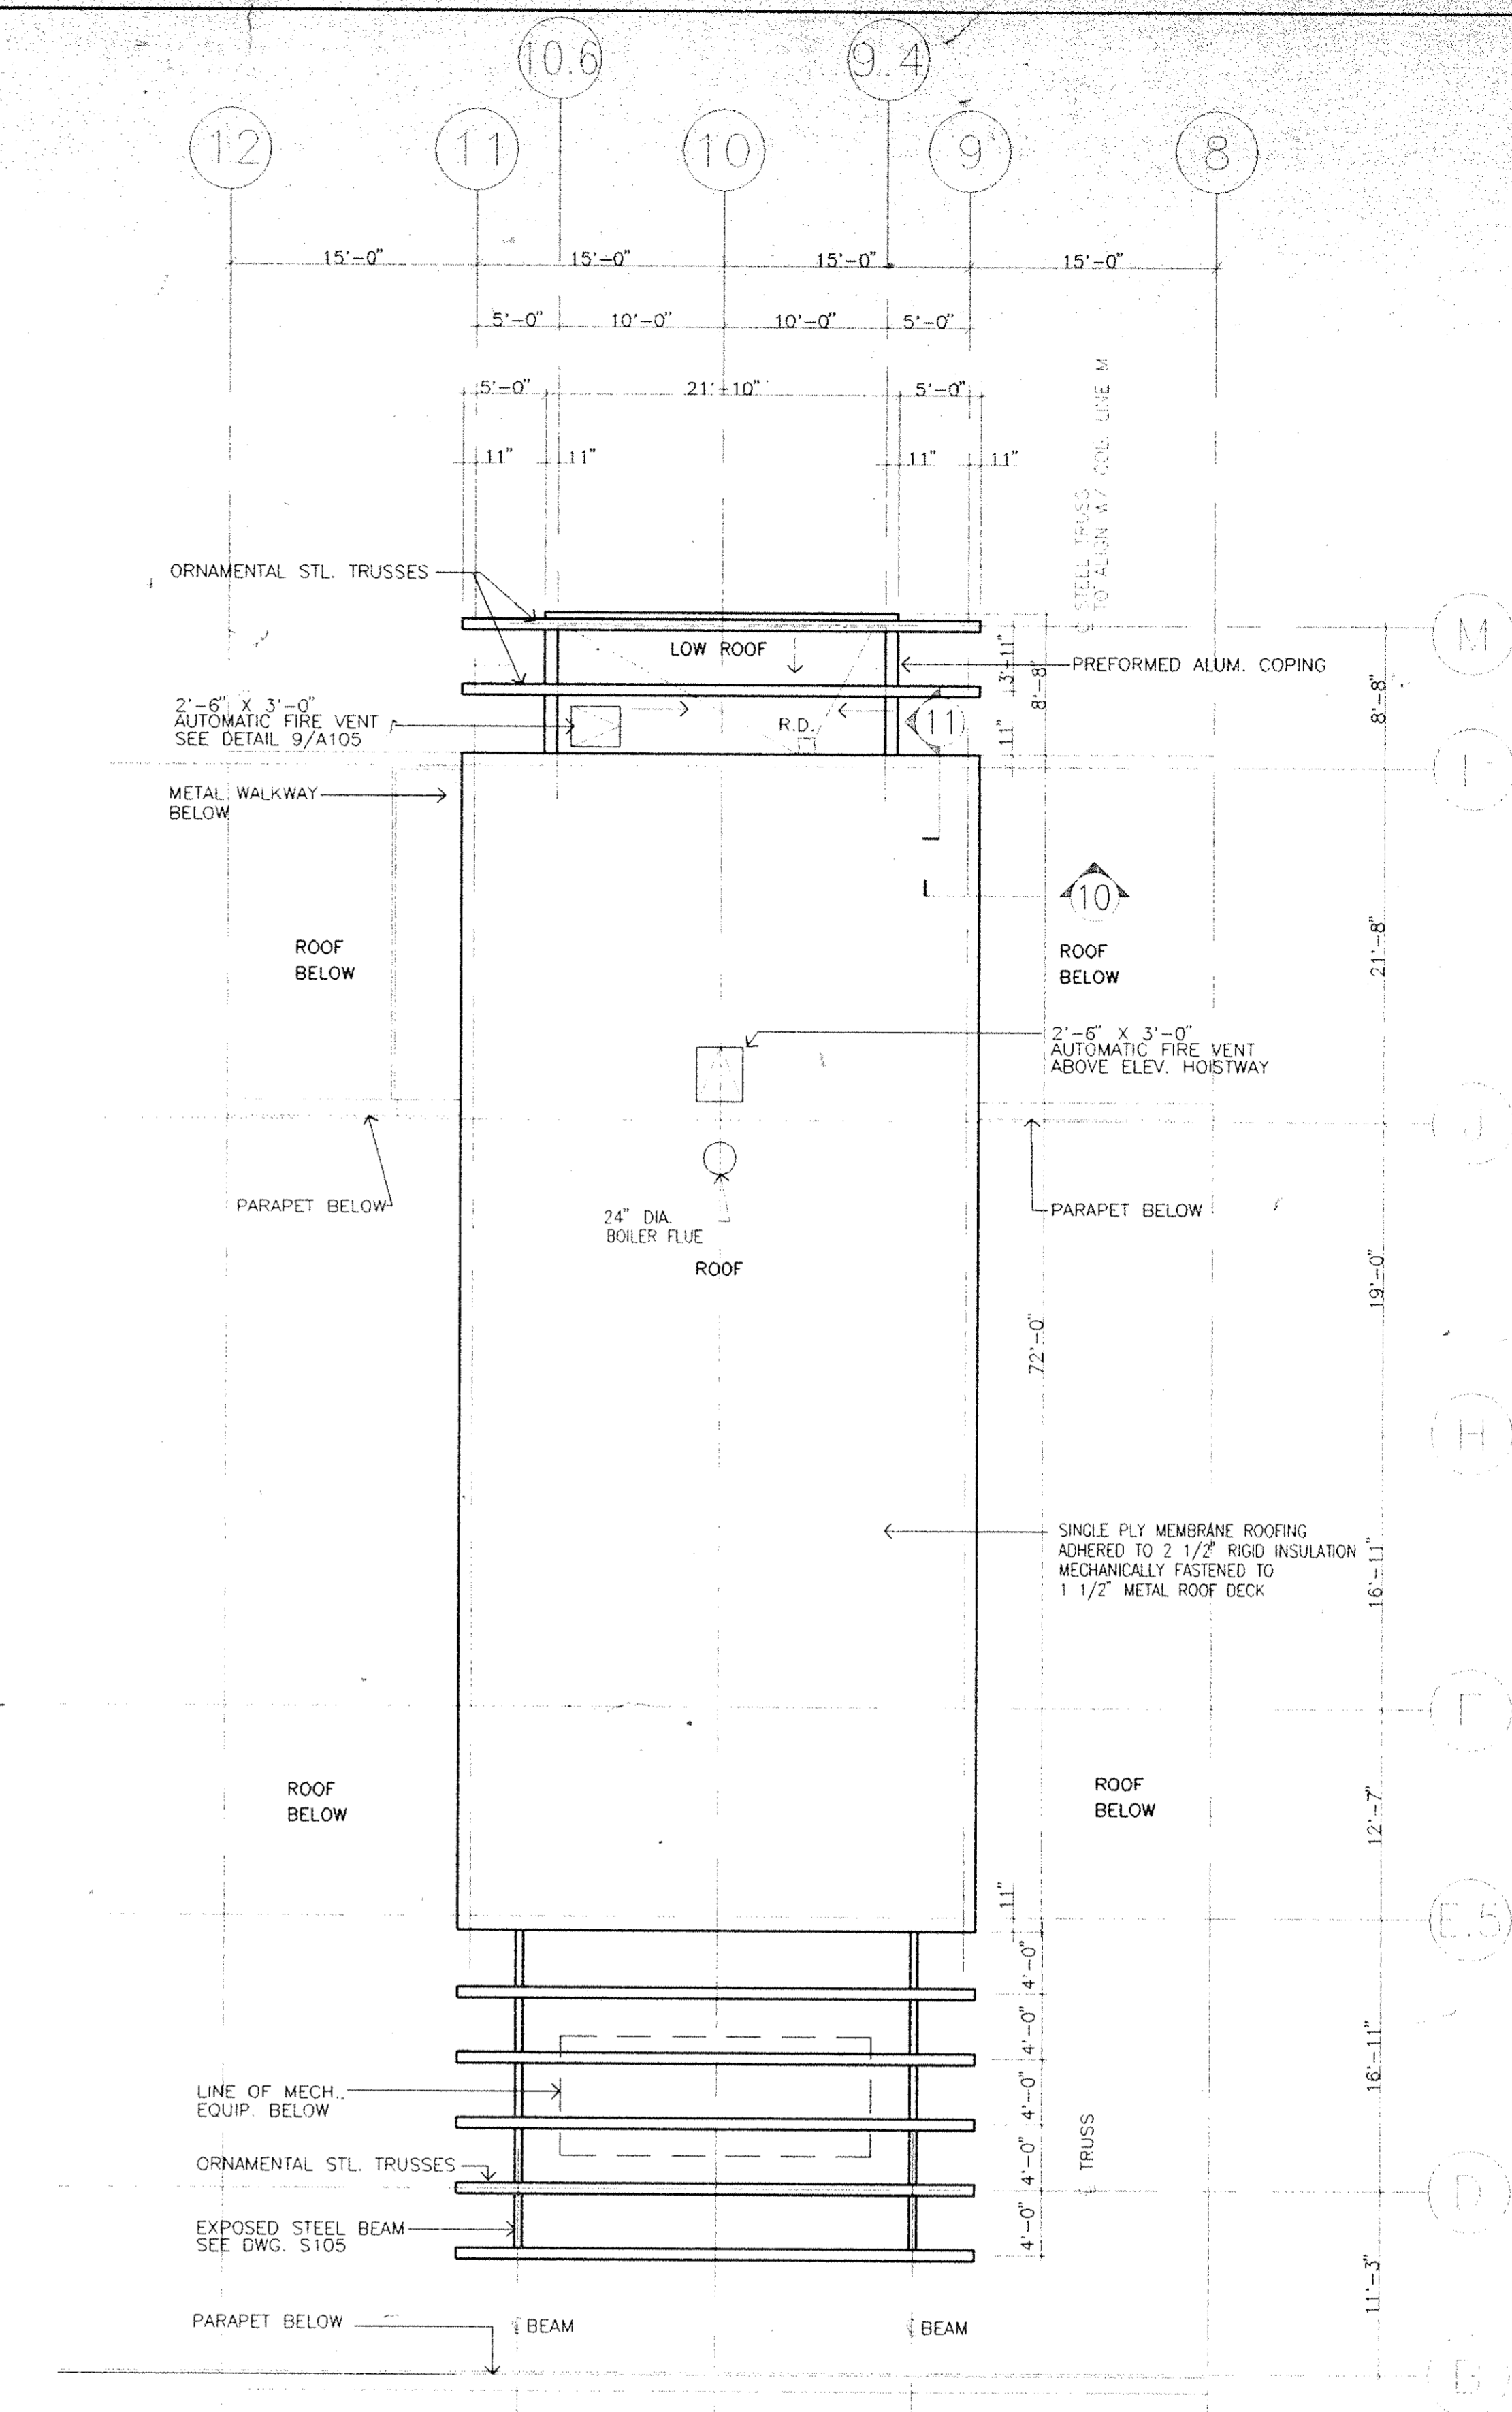 10.6
9.4
12
11
10
9
8
15'-0"
15'-0"
15'-0"
15'-0"
5'-0"
10'-0"
10'-0"
5'-0"
5'-0"
21'-10"
5'-0"
11"
11"
11"
11"
℄ STEEL TRUSS
TO ALIGN W/ COL. LINE M
ORNAMENTAL STL. TRUSSES
LOW ROOF
M
PREFORMED ALUM. COPING
3'-11"
8'-8"
8'-8"
2'-6" X 3'-0"
AUTOMATIC FIRE VENT
SEE DETAIL 9/A105
R.D.
11
11"
METAL WALKWAY
BELOW
10
ROOF
BELOW
ROOF
BELOW
21'-8"
2'-6" X 3'-0"
AUTOMATIC FIRE VENT
ABOVE ELEV. HOISTWAY
J
PARAPET BELOW
PARAPET BELOW
24" DIA.
BOILER FLUE
ROOF
19'-0"
72'-0"
H
SINGLE PLY MEMBRANE ROOFING
ADHERED TO 2 1/2" RIGID INSULATION
MECHANICALLY FASTENED TO
1 1/2" METAL ROOF DECK
16'-11"
ROOF
BELOW
ROOF
BELOW
12'-7"
11"
E.5
4'-0"
4'-0"
4'-0"
4'-0"
4'-0"
16'-11"
LINE OF MECH.
EQUIP. BELOW
℄ TRUSS
ORNAMENTAL STL. TRUSSES
D
EXPOSED STEEL BEAM
SEE DWG. S105
11'-3"
PARAPET BELOW
℄ BEAM
℄ BEAM